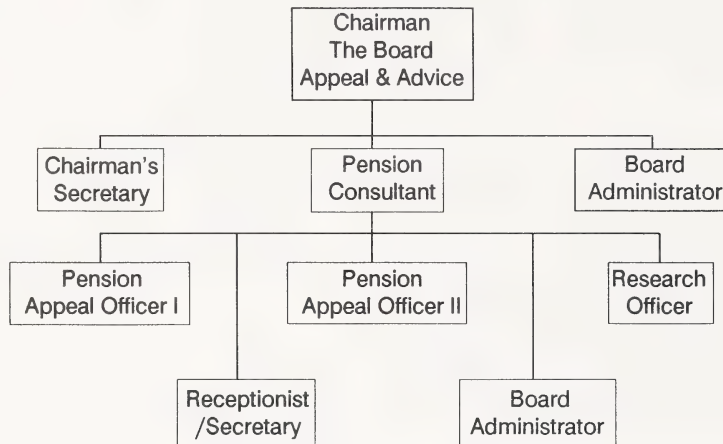 Chairman
The Board
Appeal & Advice
Chairman's
Secretary
Pension
Consultant
Board
Administrator
Pension
Appeal Officer I
Pension
Appeal Officer II
Research
Officer
Receptionist
/Secretary
Board
Administrator